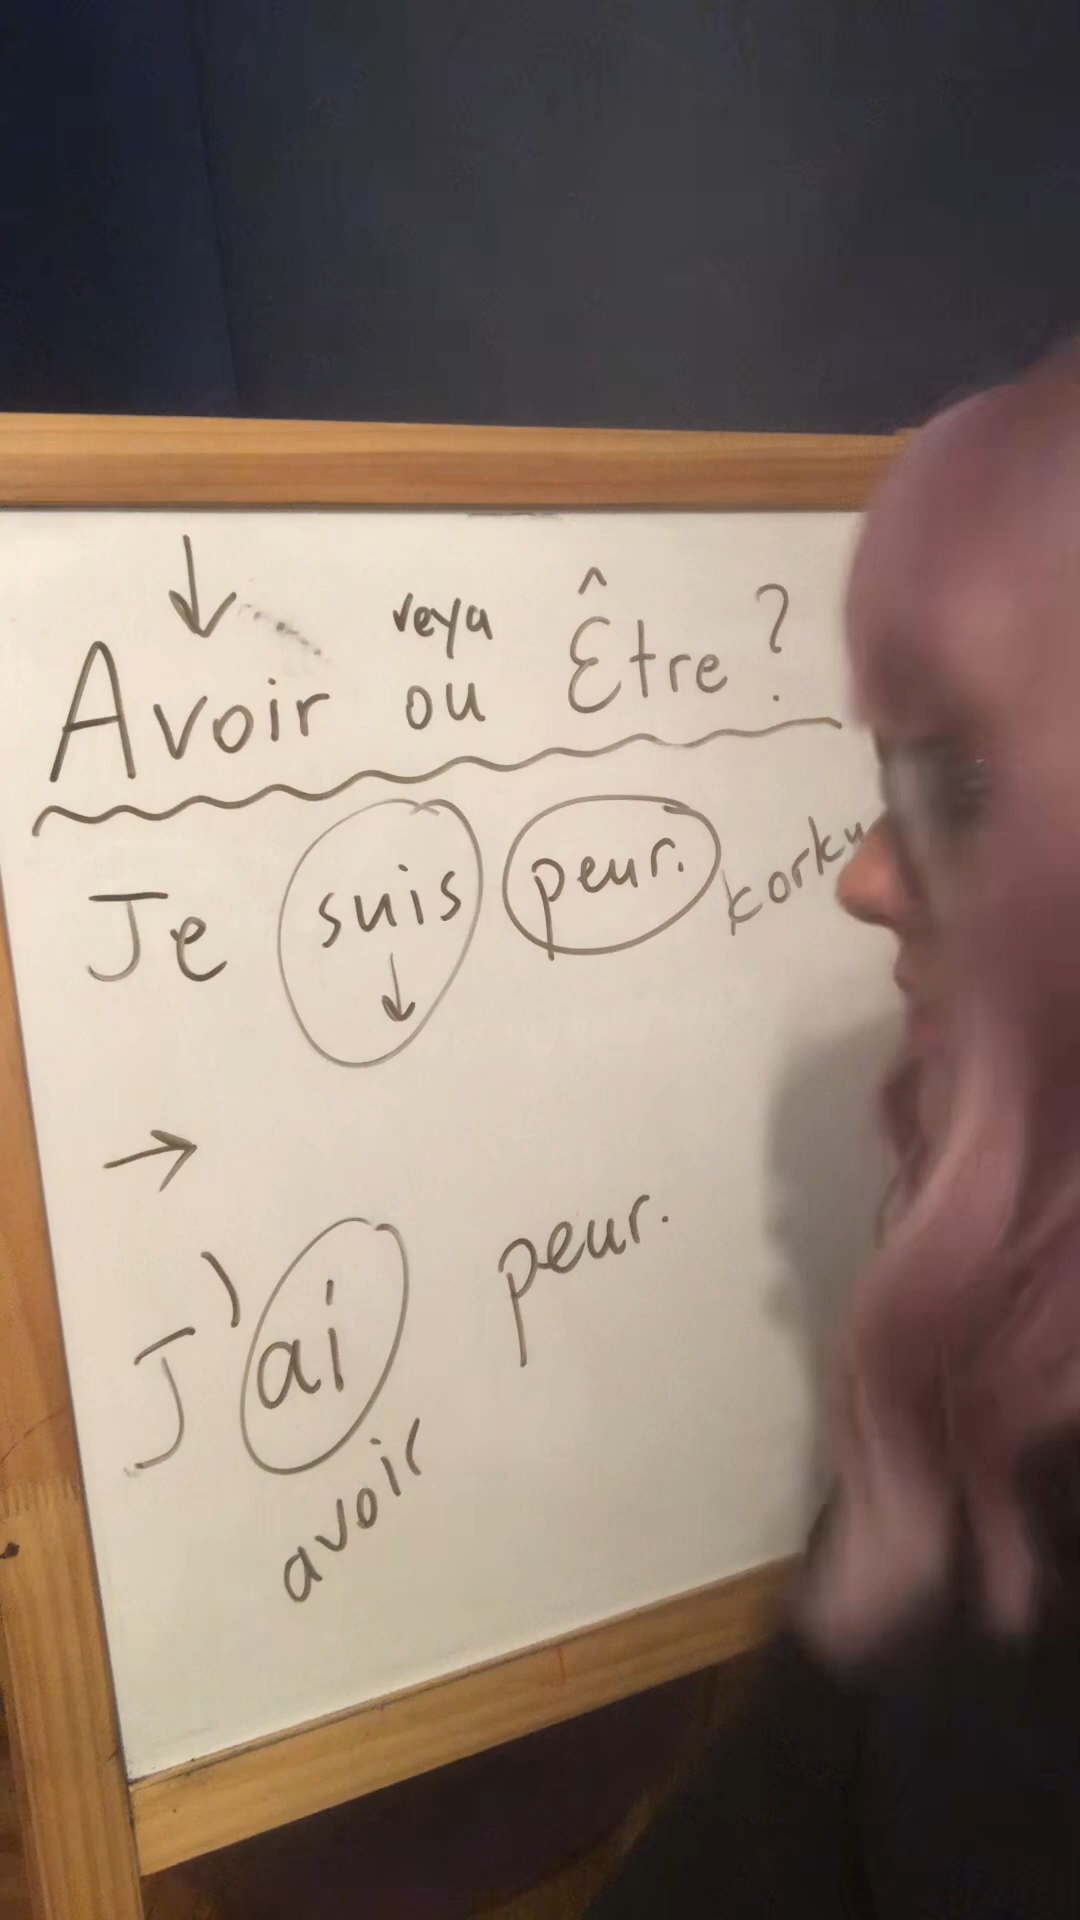 veya
Avoir ou Être ?
Je suis peur.
J'ai peur.
avoir